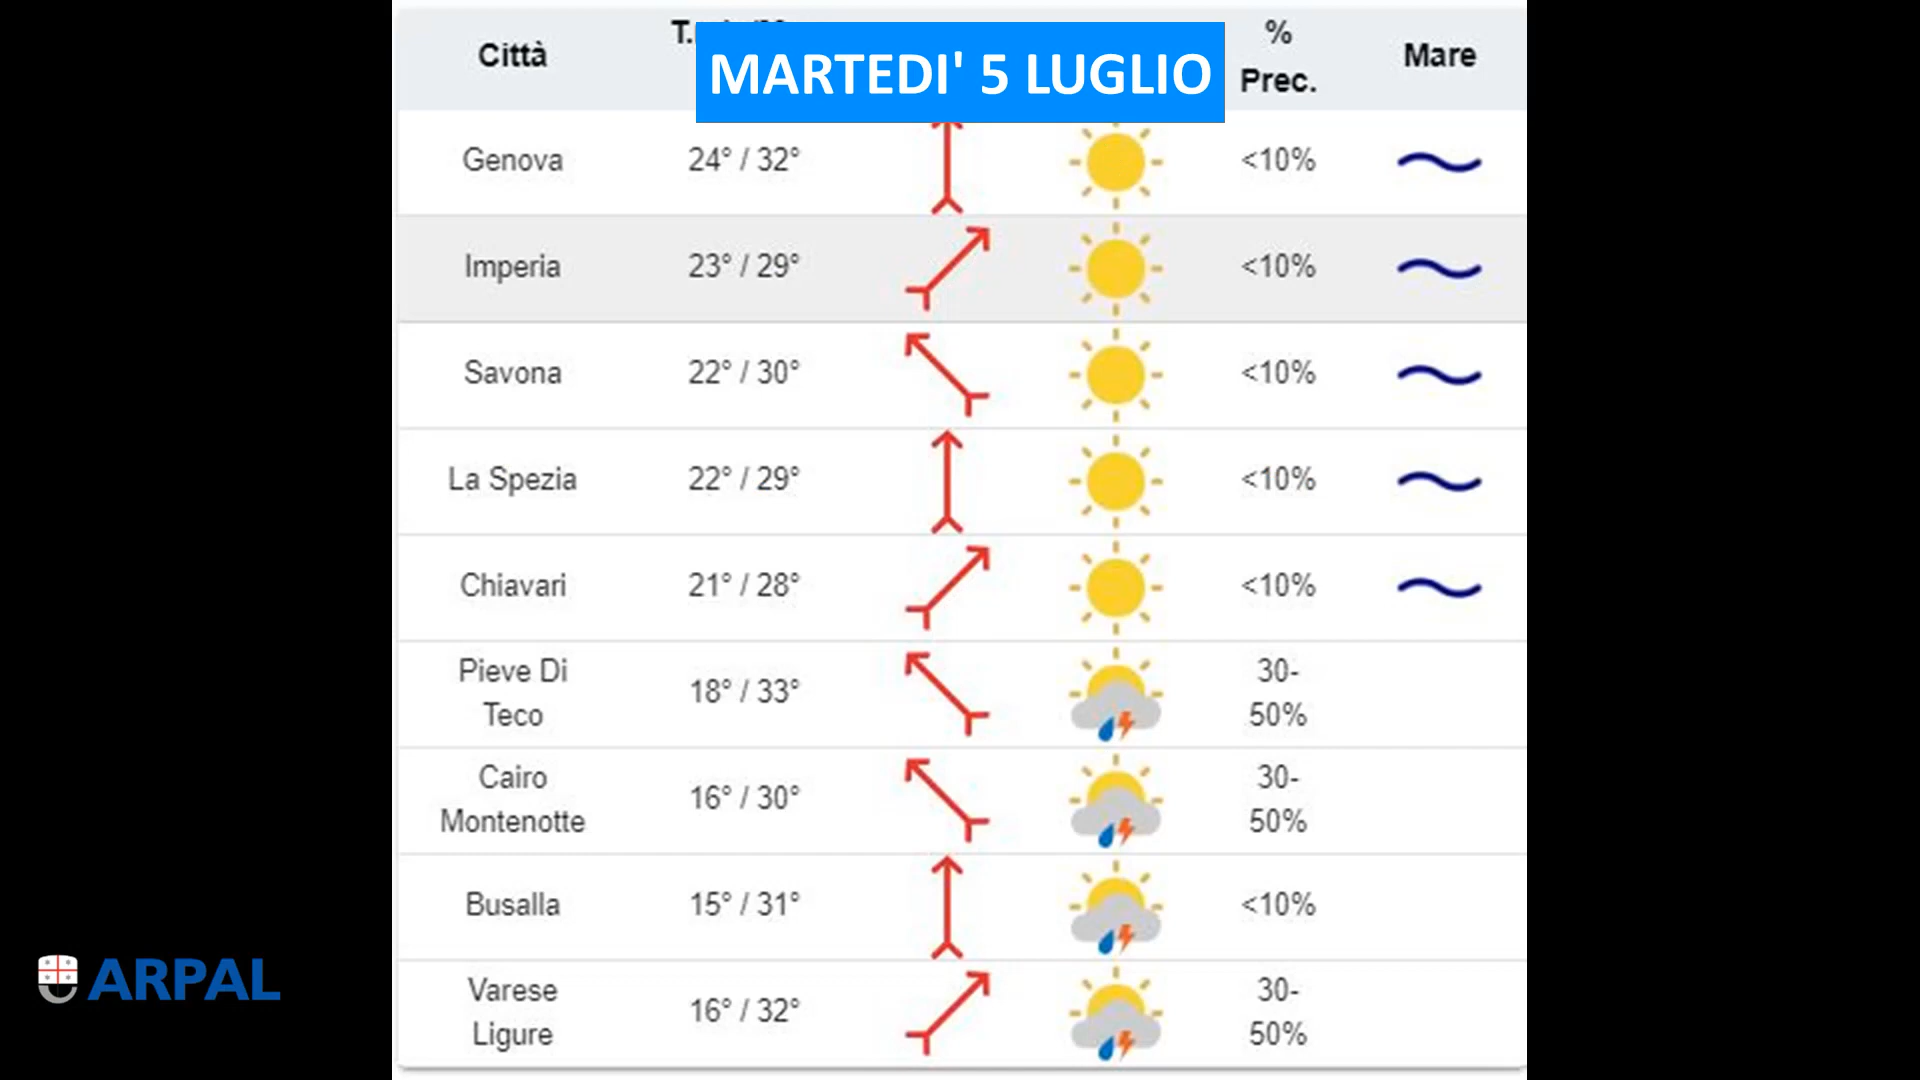 MARTEDI' 5 LUGLIO
Città % Prec. Mare
Genova 24° / 32° <10%
Imperia 23° / 29° <10%
Savona 22° / 30° <10%
La Spezia 22° / 29° <10%
Chiavari 21° / 28° <10%
Pieve Di Teco 18° / 33° 30-50%
Cairo Montenotte 16° / 30° 30-50%
Busalla 15° / 31° <10%
Varese Ligure 16° / 32° 30-50%
ARPAL